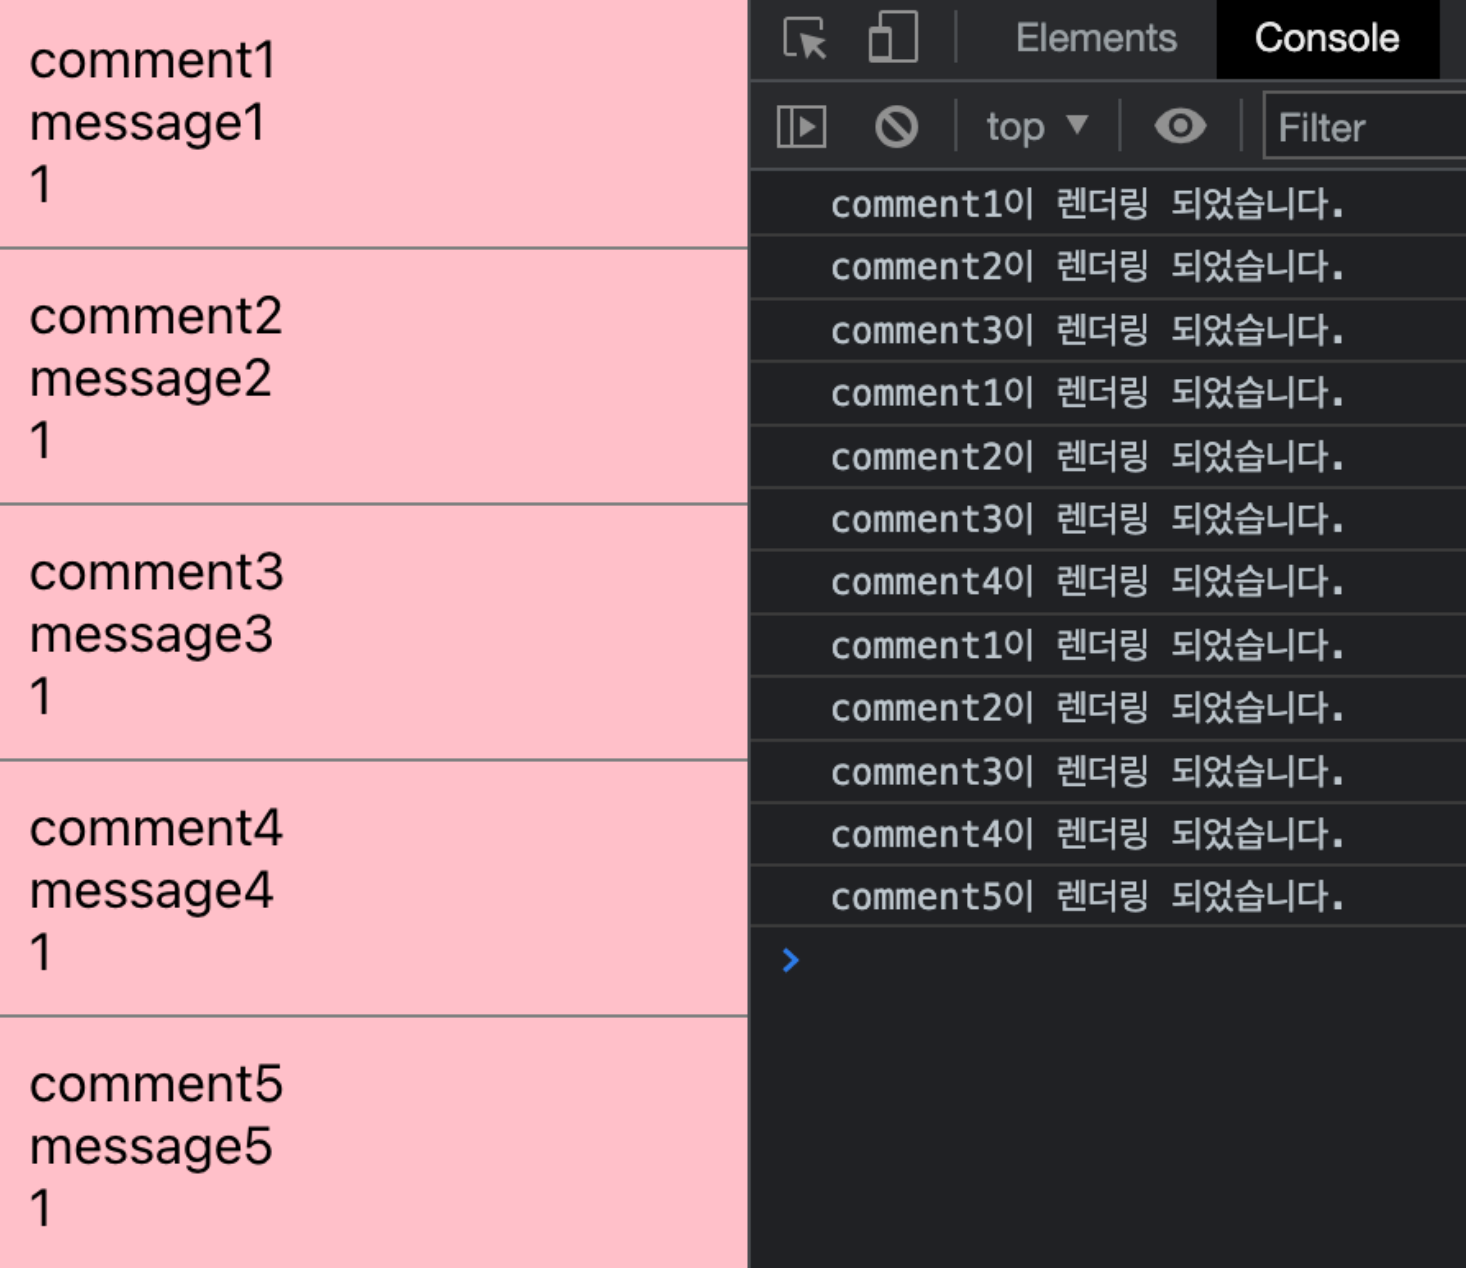 comment1
message1
1
comment2
message2
1
comment3
message3
1
comment4
message4
1
comment5
message5
1
Elements Console
top ▼ Filter
comment1이 렌더링 되었습니다.
comment2이 렌더링 되었습니다.
comment3이 렌더링 되었습니다.
comment1이 렌더링 되었습니다.
comment2이 렌더링 되었습니다.
comment3이 렌더링 되었습니다.
comment4이 렌더링 되었습니다.
comment1이 렌더링 되었습니다.
comment2이 렌더링 되었습니다.
comment3이 렌더링 되었습니다.
comment4이 렌더링 되었습니다.
comment5이 렌더링 되었습니다.